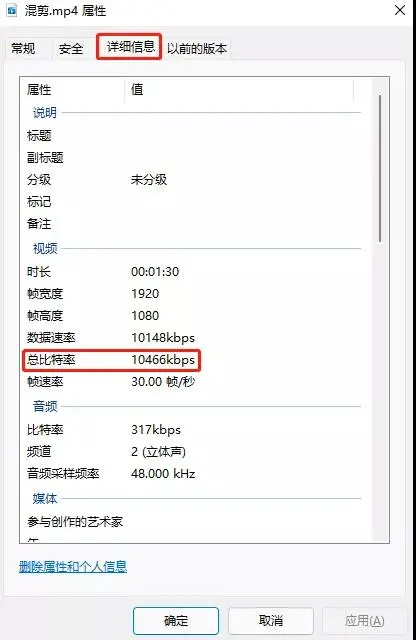 混剪.mp4 属性
常规 安全 详细信息 以前的版本
属性 值
说明
标题
副标题
分级 未分级
标记
备注
视频
时长 00:01:30
帧宽度 1920
帧高度 1080
数据速率 10148kbps
总比特率 10466kbps
帧速率 30.00 帧/秒
音频
比特率 317kbps
频道 2 (立体声)
音频采样频率 48.000 kHz
媒体
参与创作的艺术家
删除属性和个人信息
确定 取消 应用(A)